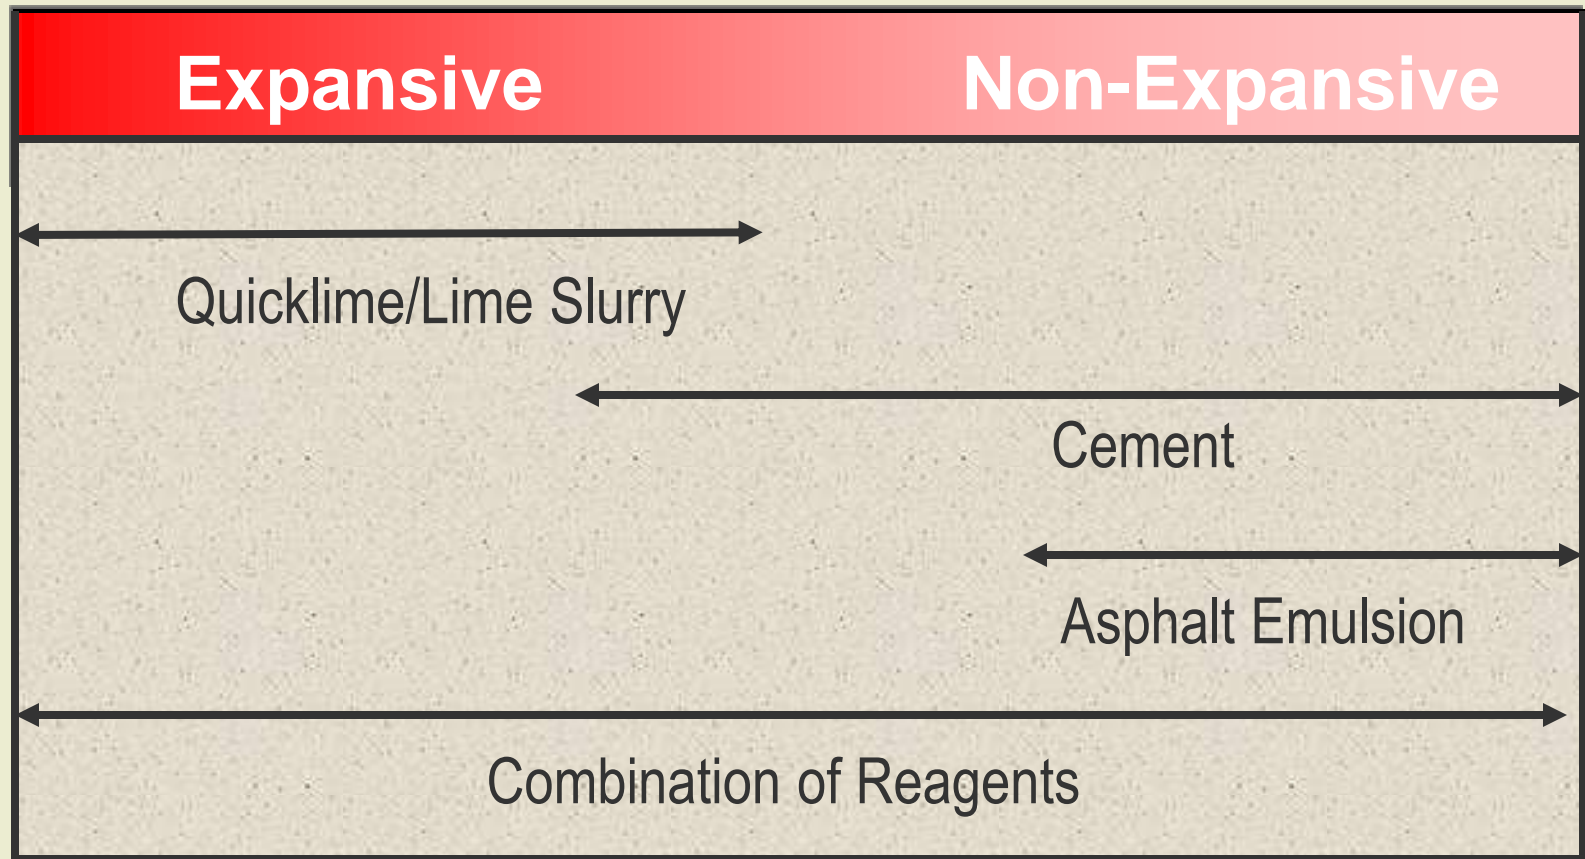 Expansive Non-Expansive
Quicklime/Lime Slurry
Cement
Asphalt Emulsion
Combination of Reagents